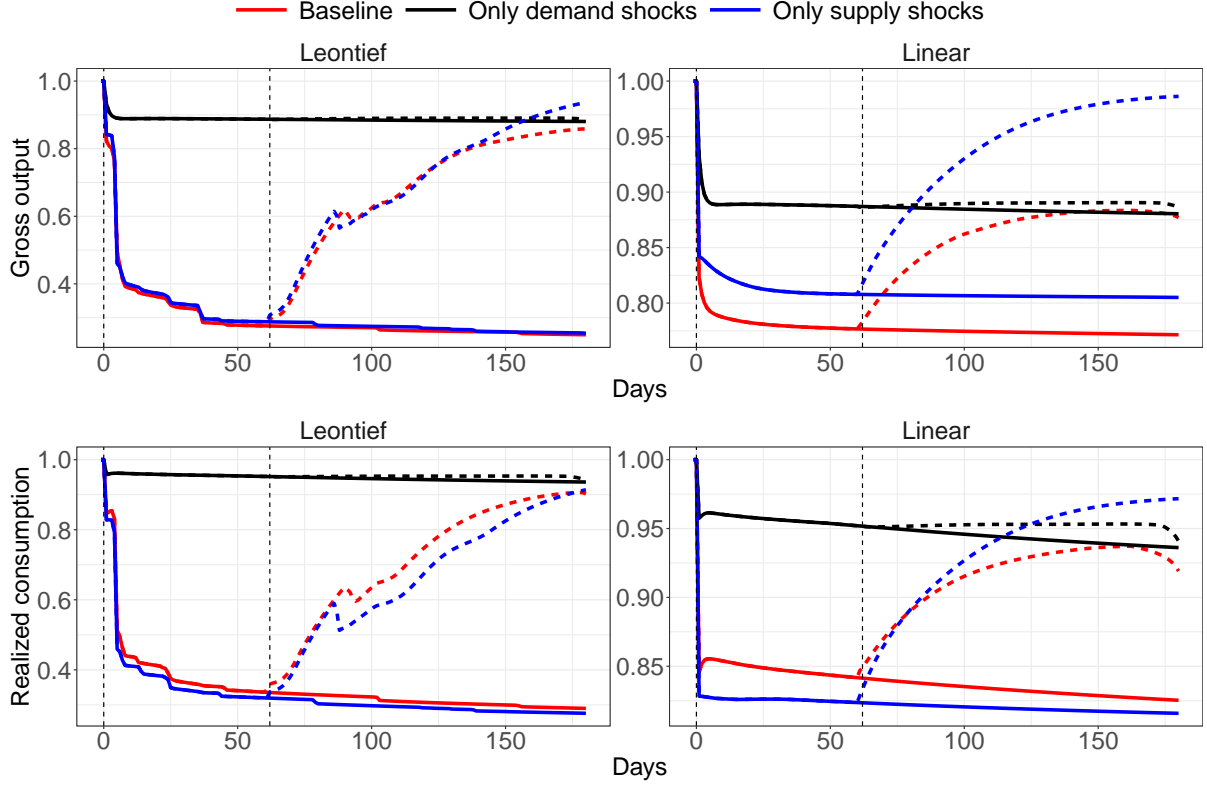 Baseline Only demand shocks Only supply shocks
Leontief Linear
Gross output
1.0
0.8
0.6
0.4
1.00
0.95
0.90
0.85
0.80
0 50 100 150 0 50 100 150
Days
Leontief Linear
Realized consumption
1.0
0.8
0.6
0.4
1.00
0.95
0.90
0.85
0 50 100 150 0 50 100 150
Days